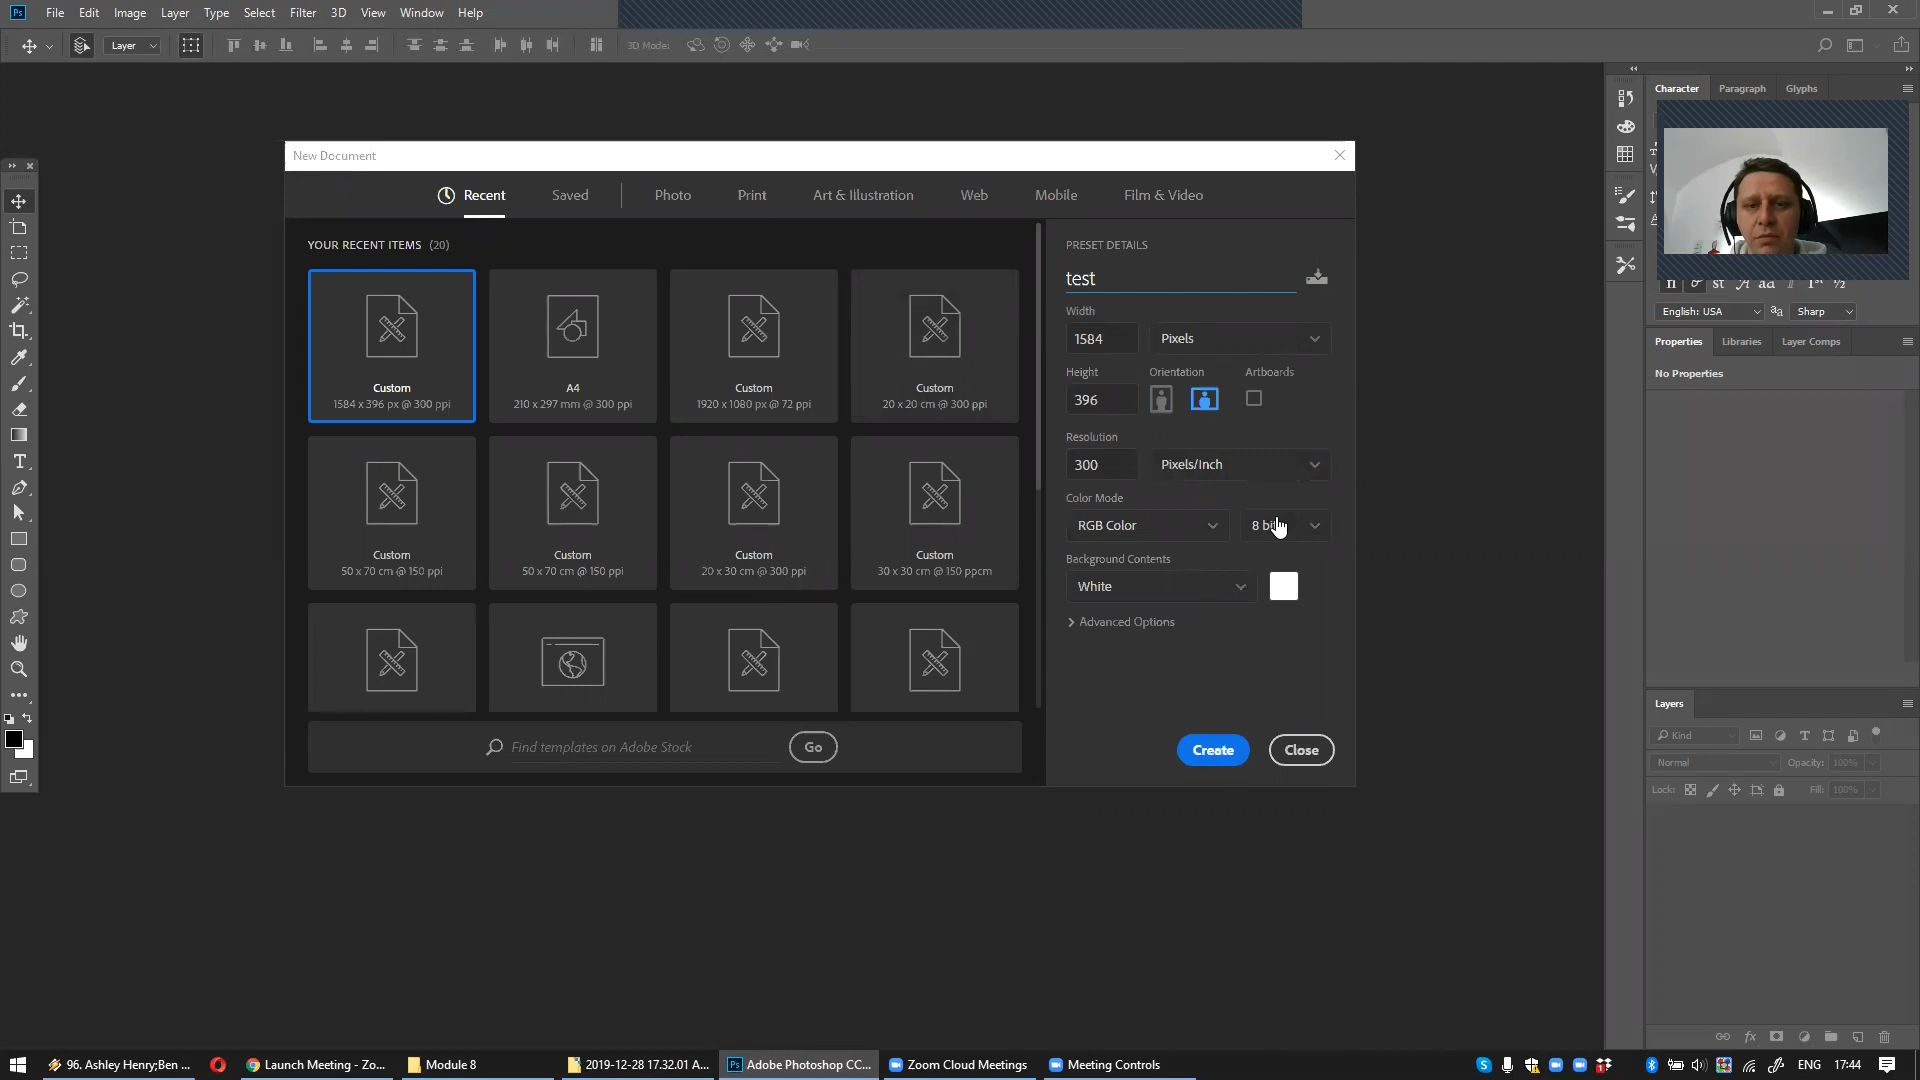 Ps File Edit Image Layer Type Select Filter 3D View Window Help
Layer 3D Mode:
Character Paragraph Glyphs
New Document
Recent Saved Photo Print Art & Illustration Web Mobile Film & Video
YOUR RECENT ITEMS (20)
Custom
1584 x 396 px @ 300 ppi
A4
210 x 297 mm @ 300 ppi
Custom
1920 x 1080 px @ 72 ppi
Custom
20 x 20 cm @ 300 ppi
Custom
50 x 70 cm @ 150 ppi
Custom
50 x 70 cm @ 150 ppi
Custom
20 x 30 cm @ 300 ppi
Custom
30 x 30 cm @ 150 ppcm
Find templates on Adobe Stock Go
PRESET DETAILS
test
Width
1584 Pixels
Height Orientation Artboards
396
Resolution
300 Pixels/Inch
Color Mode
RGB Color
Background Contents
White
Advanced Options
Create Close
English: USA aa Sharp
Properties Libraries Layer Comps
No Properties
Layers
Kind
Normal Opacity: 100%
Lock: Fill: 100%
96. Ashley Henry;Ben ... Launch Meeting - Zo... Module 8 2019-12-28 17.32.01 A... Ps Adobe Photoshop CC... Zoom Cloud Meetings Meeting Controls ENG 17:44